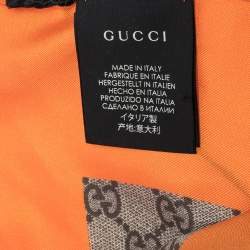 GUCCI
MADE IN ITALY
FABRIQUÉ EN ITALIE
HERGESTELLT IN ITALIEN
HECHO EN ITALIA
PRODUZIDO NA ITÁLIA
СДЕЛАНО В ИТАЛИИ
イタリア製
产地:意大利